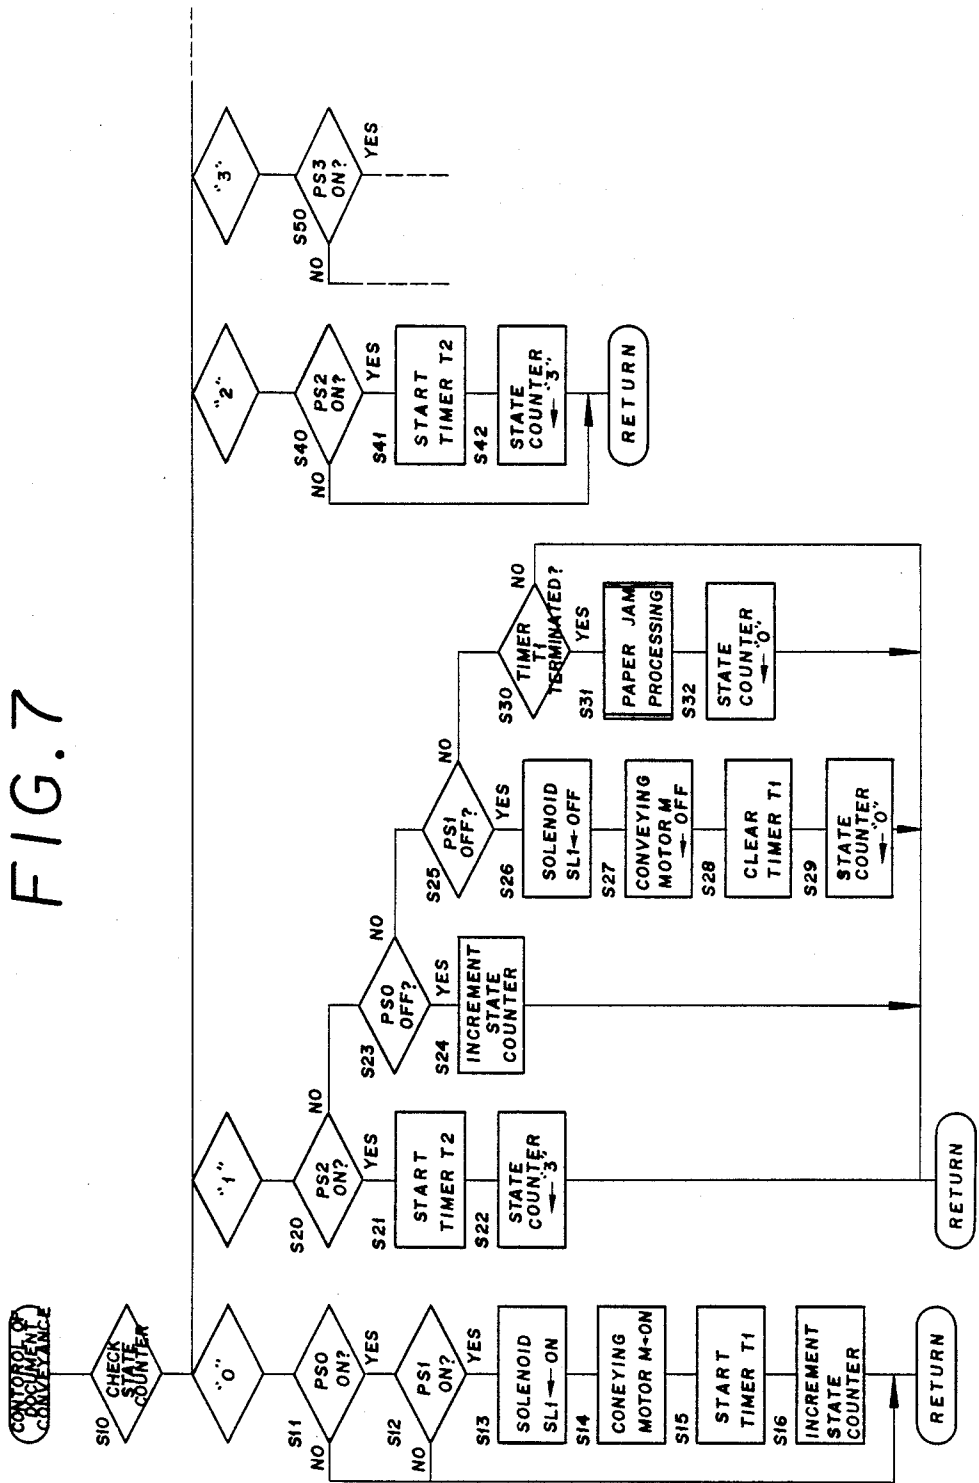 FIG.7
CONTOROL OF
DOCUMENT
CONVEYANCE
S10
CHECK
STATE
COUNTER
"0"
S11
PS0
ON?
NO
YES
S12
PS1
ON?
NO
YES
S13
SOLENOID
SL1←ON
S14
CONEYING
MOTOR M→ON
S15
START
TIMER T1
S16
INCREMENT
STATE
COUNTER
RETURN
"1"
S20
PS2
ON?
NO
YES
S21
START
TIMER T2
S22
STATE
COUNTER
←"3"
S23
PS0
OFF?
NO
YES
S24
INCREMENT
STATE
COUNTER
S25
PS1
OFF?
NO
YES
S26
SOLENOID
SL1←OFF
S27
CONVEYING
MOTOR M
←OFF
S28
CLEAR
TIMER T1
S29
STATE
COUNTER
←"0"
S30
TIMER
T1
TERMINATED?
NO
YES
S31
PAPER JAM
PROCESSING
S32
STATE
COUNTER
←"0"
RETURN
"2"
S40
PS2
ON?
NO
YES
S41
START
TIMER T2
S42
STATE
COUNTER
←"3"
RETURN
"3"
S50
PS3
ON?
NO
YES